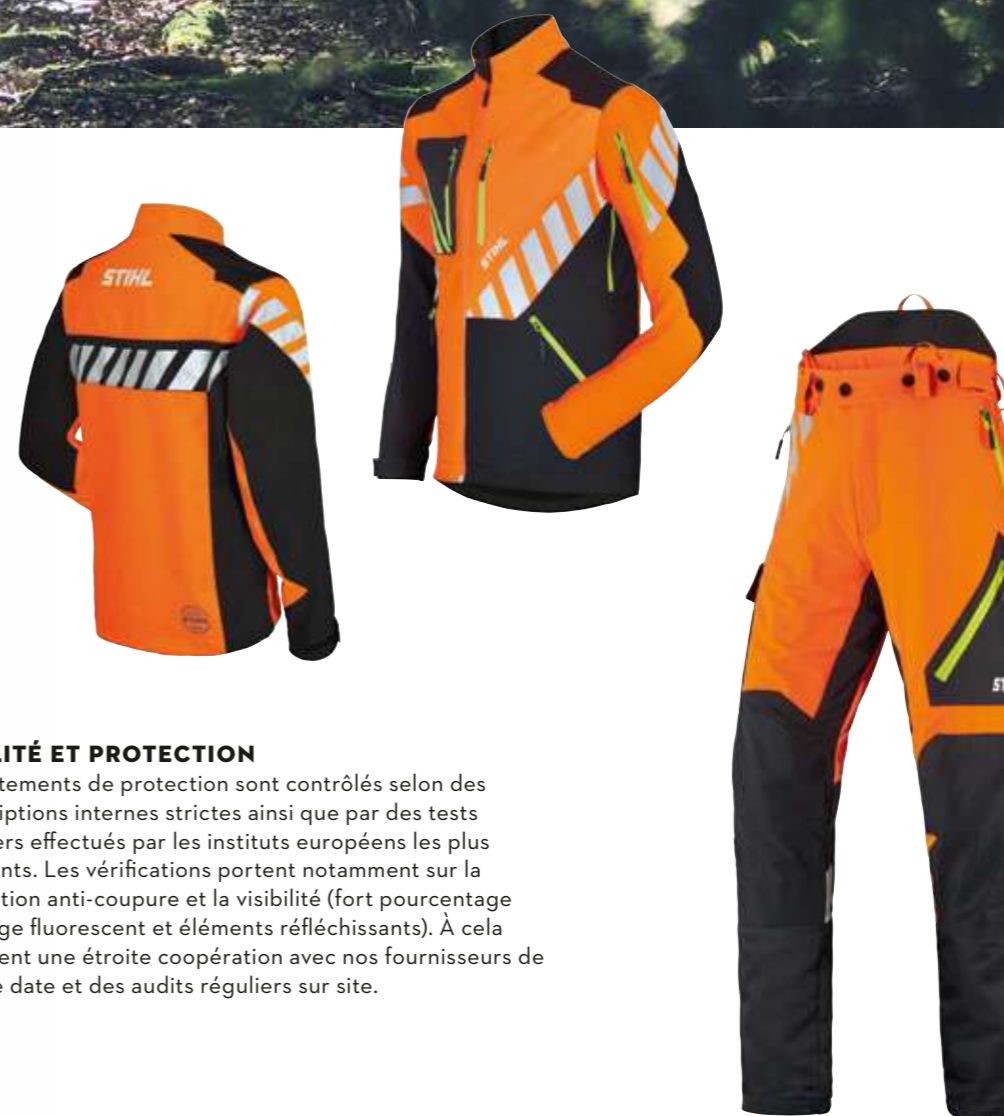 STIHL
STIHL
ST
LITÉ ET PROTECTION
tements de protection sont contrôlés selon des
iptions internes strictes ainsi que par des tests
ers effectués par les instituts européens les plus
nts. Les vérifications portent notamment sur la
tion anti-coupure et la visibilité (fort pourcentage
ge fluorescent et éléments réfléchissants). À cela
ent une étroite coopération avec nos fournisseurs de
e date et des audits réguliers sur site.